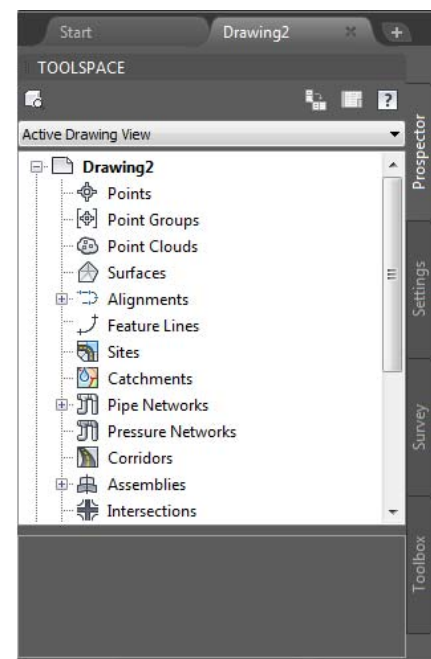 Start
Drawing2
TOOLSPACE
?
Active Drawing View
Drawing2
Points
Point Groups
Point Clouds
Surfaces
Alignments
Feature Lines
Sites
Catchments
Pipe Networks
Pressure Networks
Corridors
Assemblies
Intersections
Prospector
Settings
Survey
Toolbox